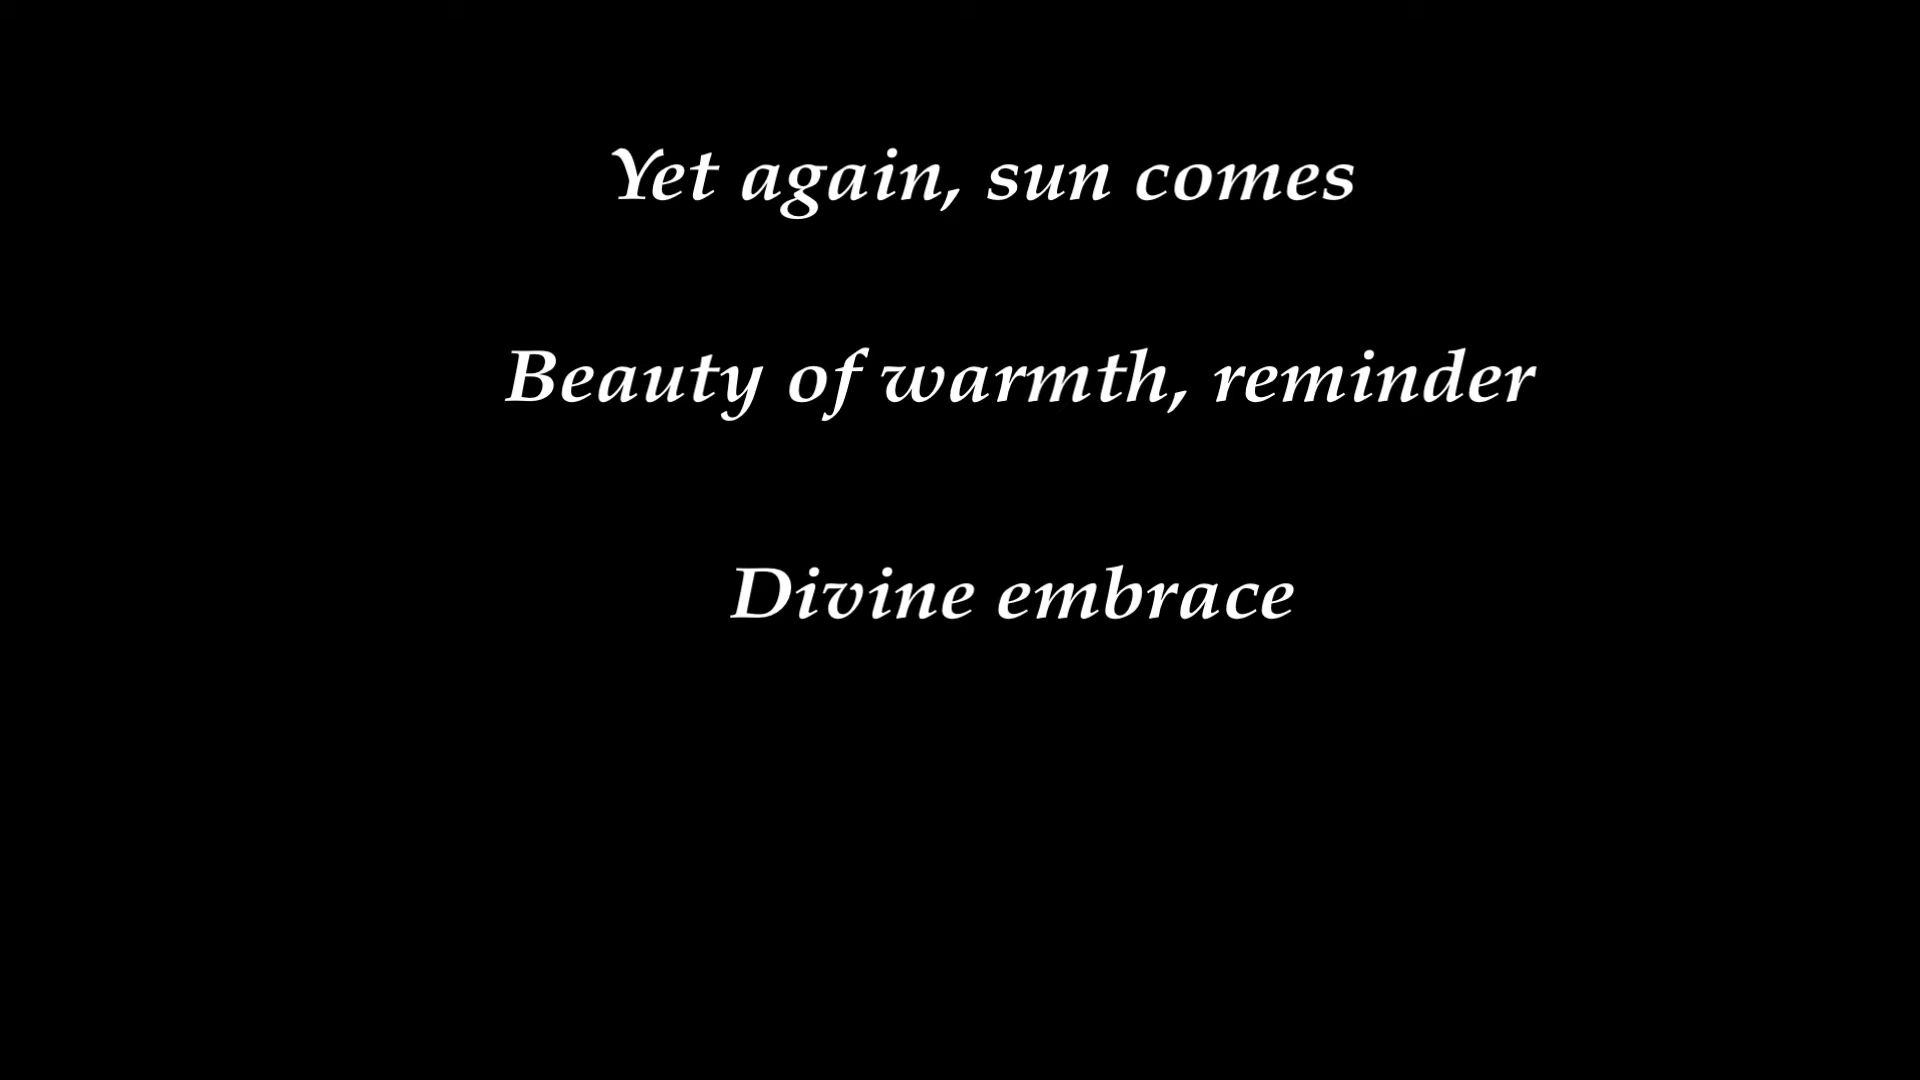 Yet again, sun comes
Beauty of warmth, reminder
Divine embrace